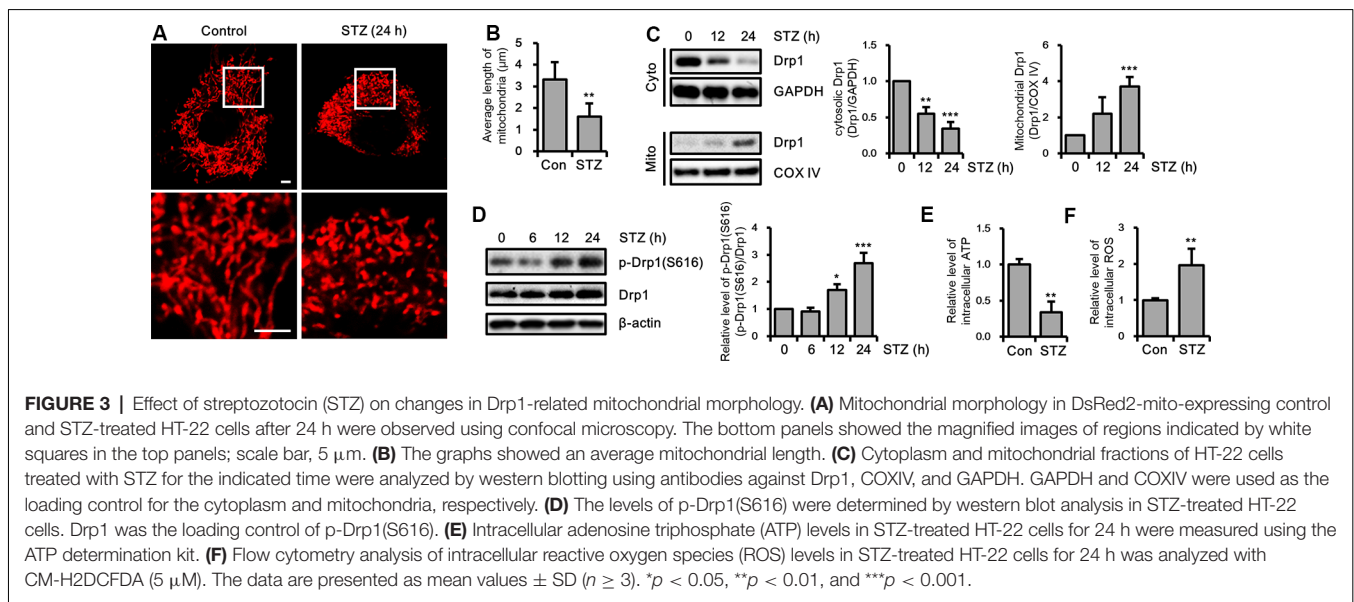 A
Control
STZ (24 h)
B
Average length of
mitochondria (μm)
5
4
3
2
1
0
**
Con STZ
C
0 12 24 STZ (h)
Cyto
Drp1
GAPDH
Mito
Drp1
COX IV
cytosolic Drp1
(Drp1/GAPDH)
1.5
1.0
0.5
0.0
**
***
0 12 24
STZ (h)
Mitochondrial Drp1
(Drp1/COX IV)
6
4
2
0
***
0 12 24
STZ (h)
D
0 6 12 24 STZ (h)
p-Drp1(S616)
Drp1
β-actin
Relative level of p-Drp1(S616)
(p-Drp1(S616)/Drp1)
4
3
2
1
0
*
***
0 6 12 24 STZ (h)
E
Relative level of
intracellular ATP
1.5
1.0
0.5
0.0
**
Con STZ
F
Relative level of
intracellular ROS
3
2
1
0
**
Con STZ
FIGURE 3 | Effect of streptozotocin (STZ) on changes in Drp1-related mitochondrial morphology. (A) Mitochondrial morphology in DsRed2-mito-expressing control
and STZ-treated HT-22 cells after 24 h were observed using confocal microscopy. The bottom panels showed the magnified images of regions indicated by white
squares in the top panels; scale bar, 5 μm. (B) The graphs showed an average mitochondrial length. (C) Cytoplasm and mitochondrial fractions of HT-22 cells
treated with STZ for the indicated time were analyzed by western blotting using antibodies against Drp1, COXIV, and GAPDH. GAPDH and COXIV were used as the
loading control for the cytoplasm and mitochondria, respectively. (D) The levels of p-Drp1(S616) were determined by western blot analysis in STZ-treated HT-22
cells. Drp1 was the loading control of p-Drp1(S616). (E) Intracellular adenosine triphosphate (ATP) levels in STZ-treated HT-22 cells for 24 h were measured using the
ATP determination kit. (F) Flow cytometry analysis of intracellular reactive oxygen species (ROS) levels in STZ-treated HT-22 cells for 24 h was analyzed with
CM-H2DCFDA (5 μM). The data are presented as mean values ± SD (n ≥ 3). *p < 0.05, **p < 0.01, and ***p < 0.001.